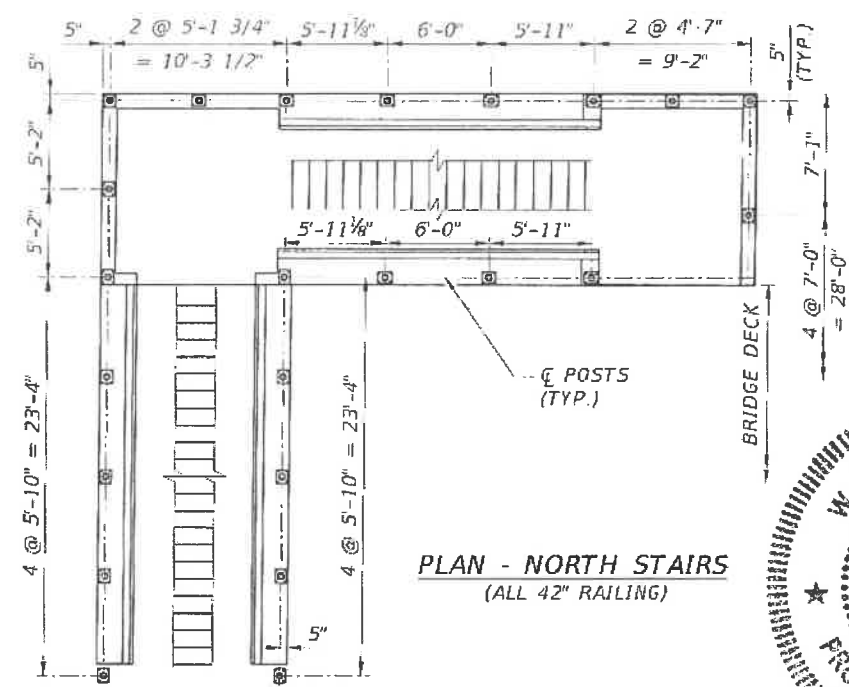 5"
2 @ 5'-1 3/4"
= 10'-3 1/2"
5'-11⅛"
6'-0"
5'-11"
2 @ 4'-7"
= 9'-2"
5"
(TYP.)
5"
5'-2"
5'-2"
7'-1"
4 @ 7'-0"
= 28'-0"
5'-11⅛"
6'-0"
5'-11"
BRIDGE DECK
℄ POSTS
(TYP.)
4 @ 5'-10" = 23'-4"
4 @ 5'-10" = 23'-4"
5"
PLAN - NORTH STAIRS
(ALL 42" RAILING)
W